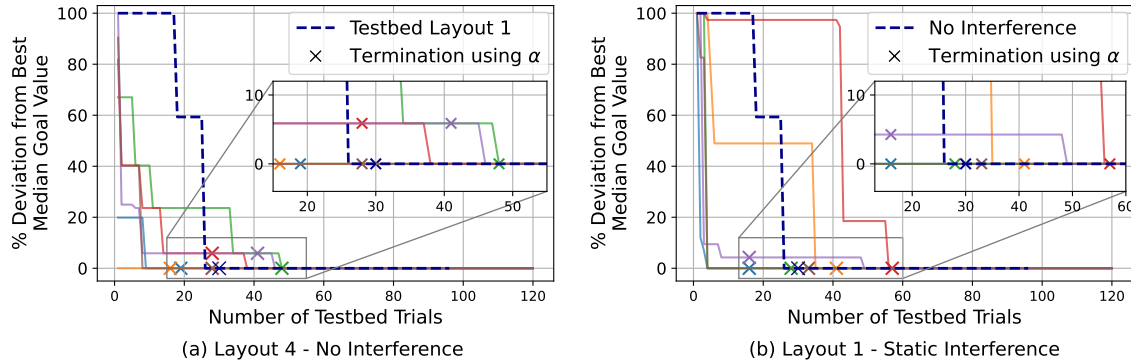 % Deviation from Best
Median Goal Value
100
80
60
40
20
0
0 20 40 60 80 100 120
Number of Testbed Trials
Testbed Layout 1
Termination using α
10
0
20 30 40 50
(a) Layout 4 - No Interference
% Deviation from Best
Median Goal Value
100
80
60
40
20
0
0 20 40 60 80 100 120
Number of Testbed Trials
No Interference
Termination using α
10
0
20 30 40 50 60
(b) Layout 1 - Static Interference